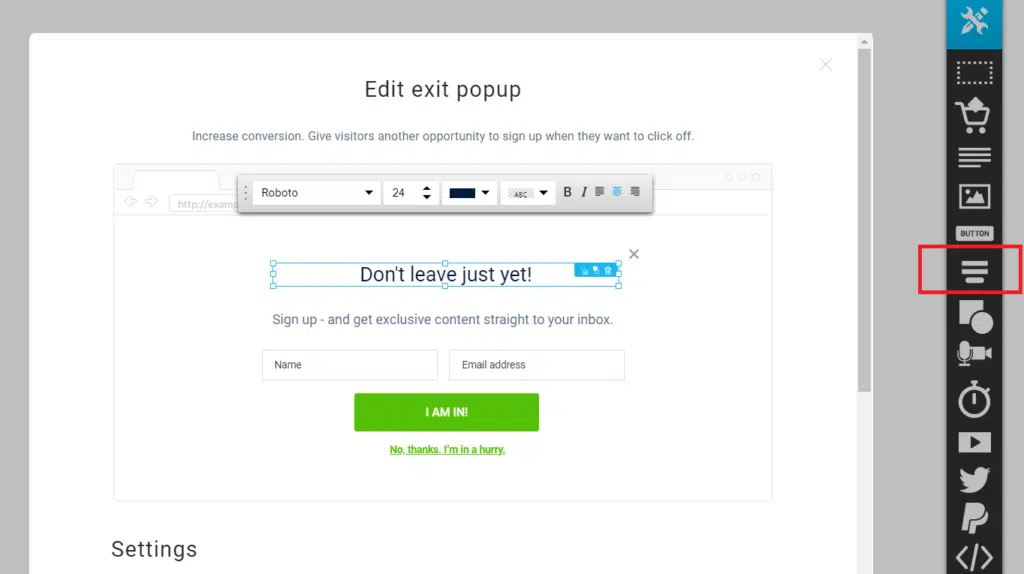 Edit exit popup
Increase conversion. Give visitors another opportunity to sign up when they want to click off.
Roboto 24 ABC B I
http://examp
BUTTON
Don't leave just yet!
Sign up - and get exclusive content straight to your inbox.
Name Email address
I AM IN!
No, thanks. I'm in a hurry.
Settings